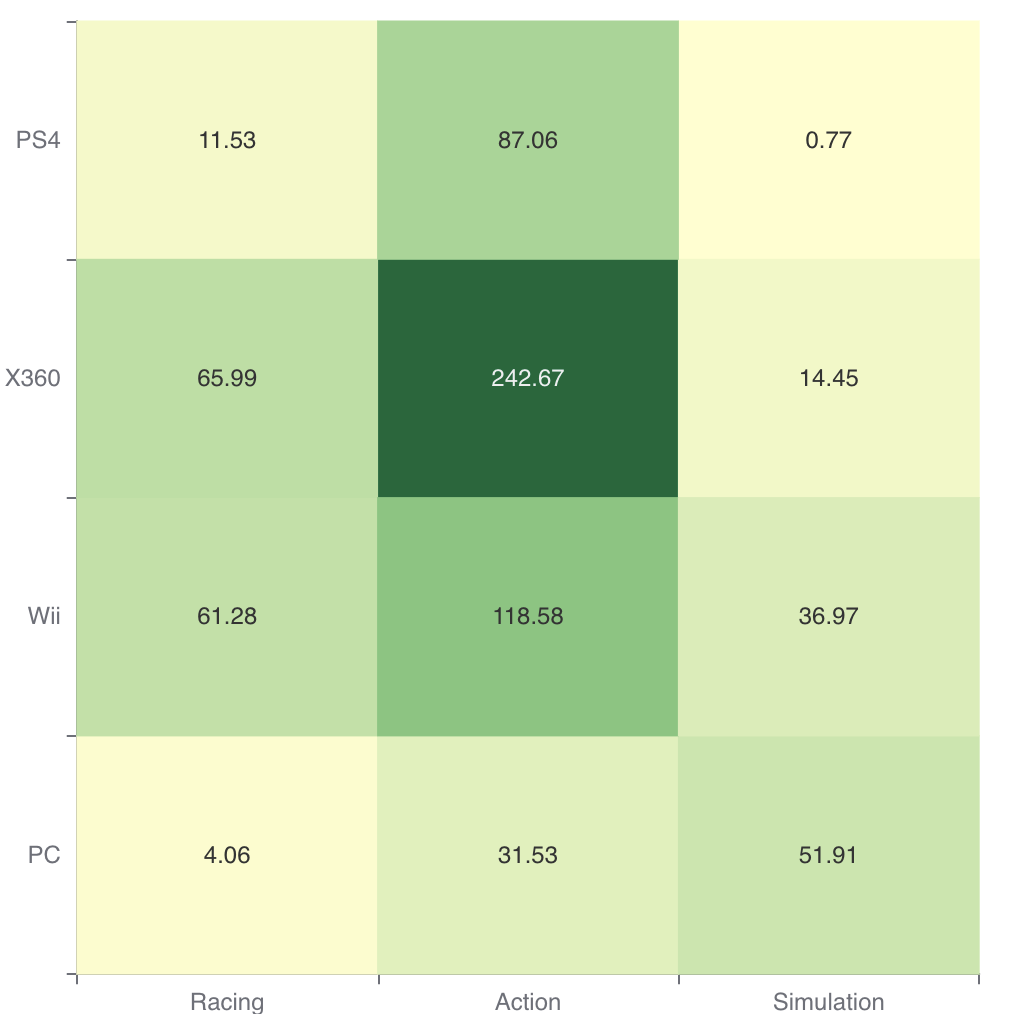 PS4 11.53 87.06 0.77
X360 65.99 242.67 14.45
Wii 61.28 118.58 36.97
PC 4.06 31.53 51.91
Racing Action Simulation